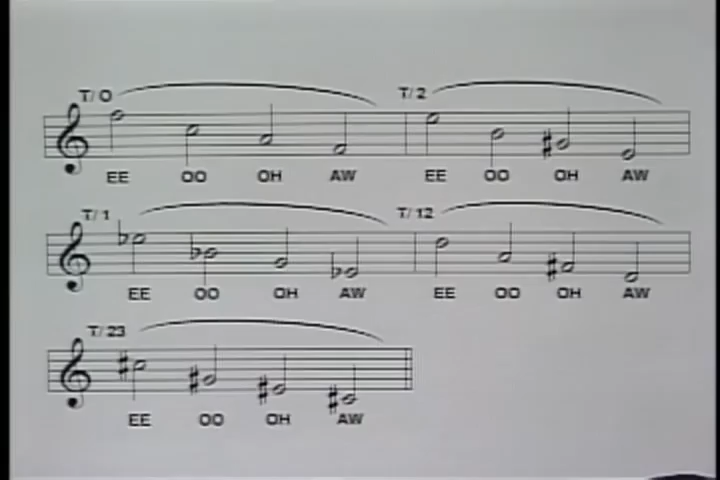 T/ O T/ 2
EE OO OH AW EE OO OH AW
T/ 1 T/ 12
EE OO OH AW EE OO OH AW
T/ 23
EE OO OH AW